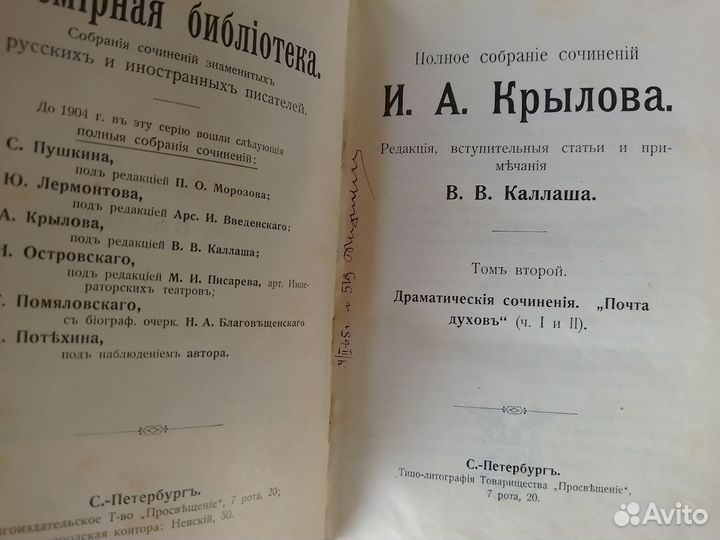 мірная библіотека.
Собранія сочиненій знаменитыхъ
русскихъ и иностранныхъ писателей.
До 1904 г. въ эту серію вошли слѣдующія
полныя собранія сочиненій:
С. Пушкина,
подъ редакціей П. О. Морозова;
Ю. Лермонтова,
подъ редакціей Арс. И. Введенскаго;
А. Крылова,
подъ редакціей В. В. Каллаша;
Н. Островскаго,
подъ редакціей М. И. Писарева, арт. Импе-
раторскихъ театровъ;
Г. Помяловскаго,
съ біограф. очерк. Н. А. Благовѣщенскаго
Потѣхина,
подъ наблюденіемъ автора.
С.-Петербургъ.
нигоиздательское Т-во „Просвѣщеніе", 7 рота, 20;
ородская контора: Невскій, 50.
Полное собраніе сочиненій
И. А. Крылова.
Редакція, вступительныя статьи и при-
мѣчанія
В. В. Каллаша.
Томъ второй.
Драматическія сочиненія. „Почта
духовъ" (ч. I и II).
С.-Петербургъ.
Типо-литографія Товарищества „Просвѣщеніе",
7 рота, 20.
Avito